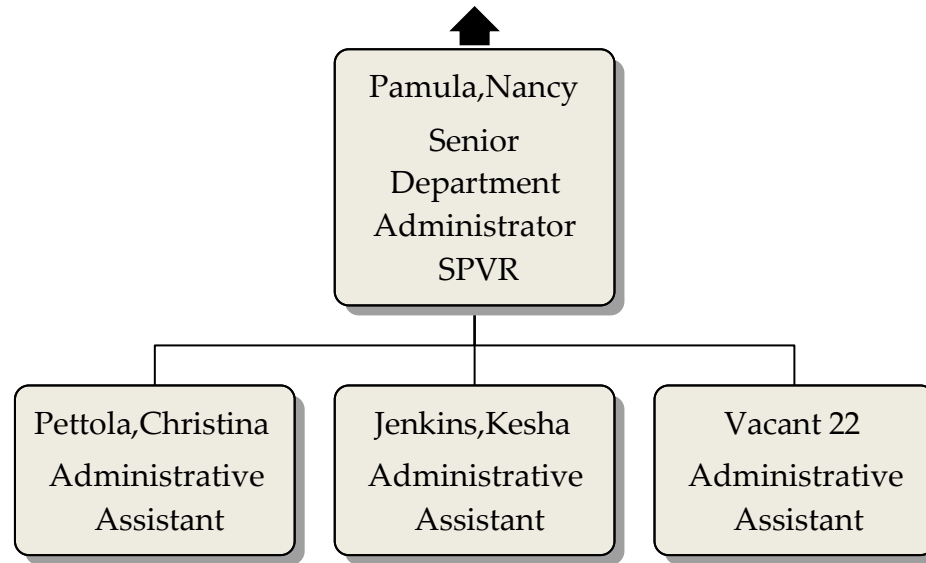 Pamula,Nancy
Senior
Department
Administrator
SPVR
Pettola,Christina
Administrative
Assistant
Jenkins,Kesha
Administrative
Assistant
Vacant 22
Administrative
Assistant